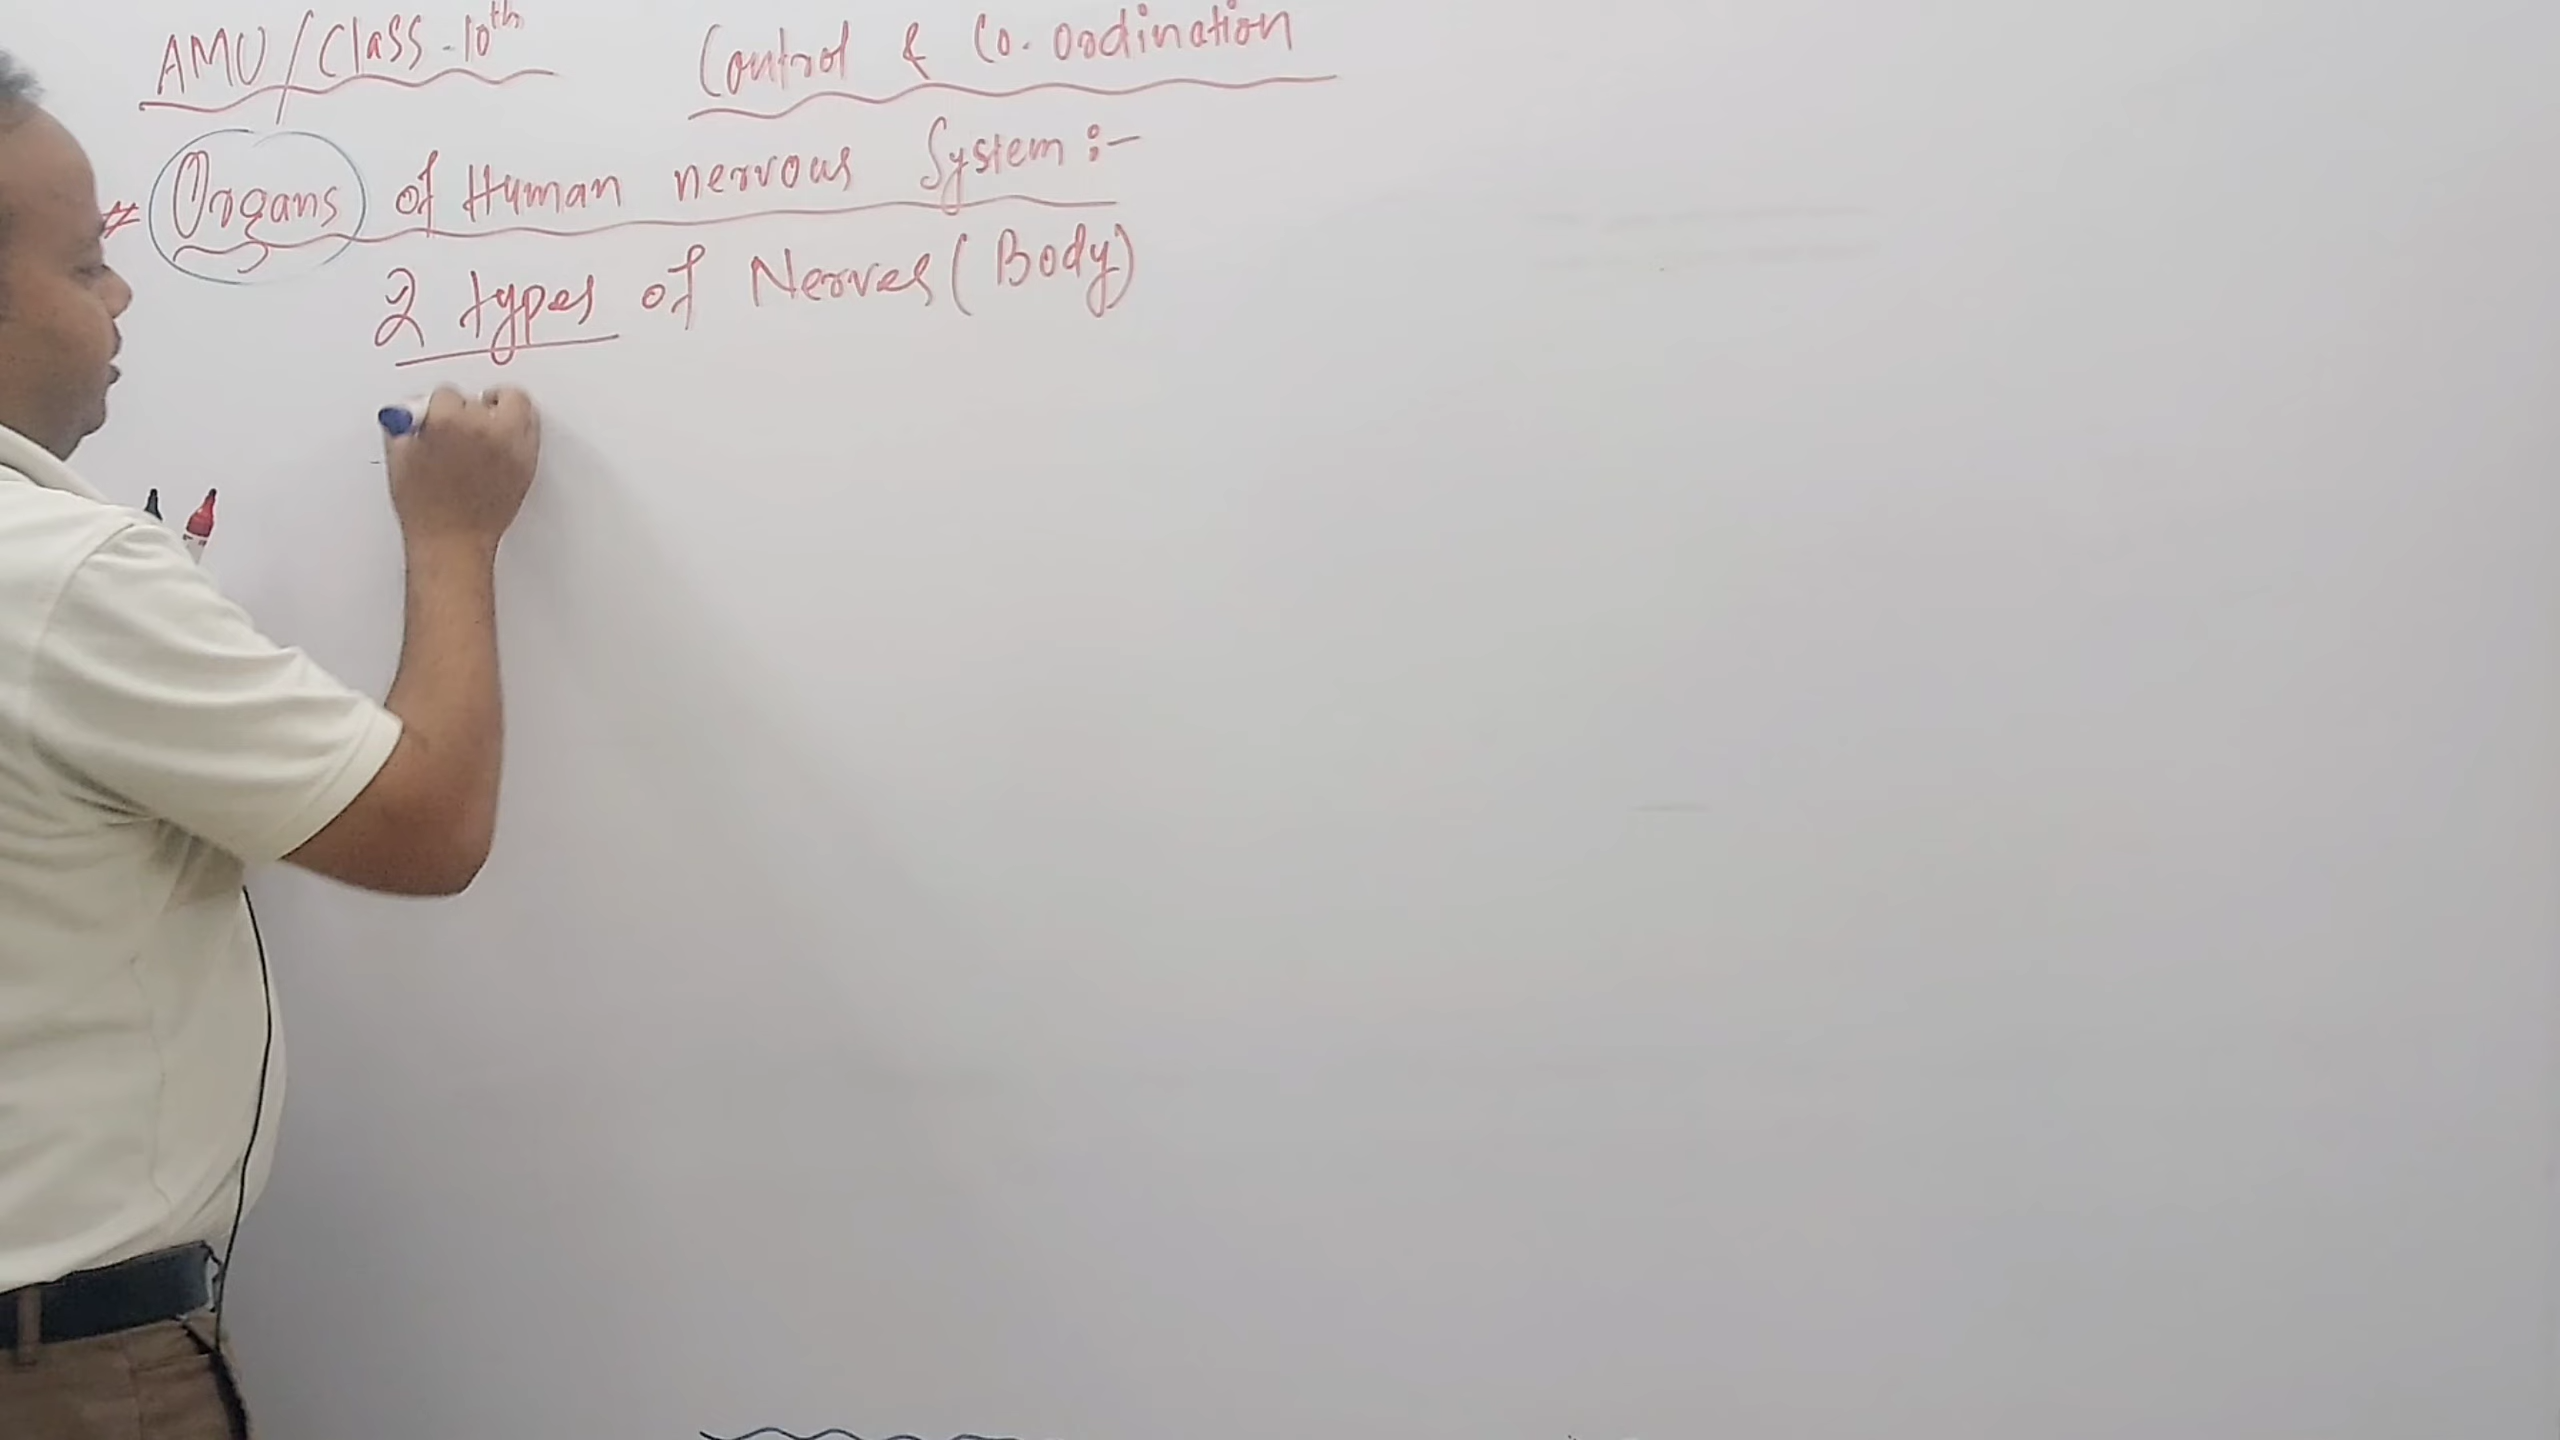 AMU/Class-10th
Control & Co-ordination
# Organs of Human nervous System :-
2 types of Nerves (Body)